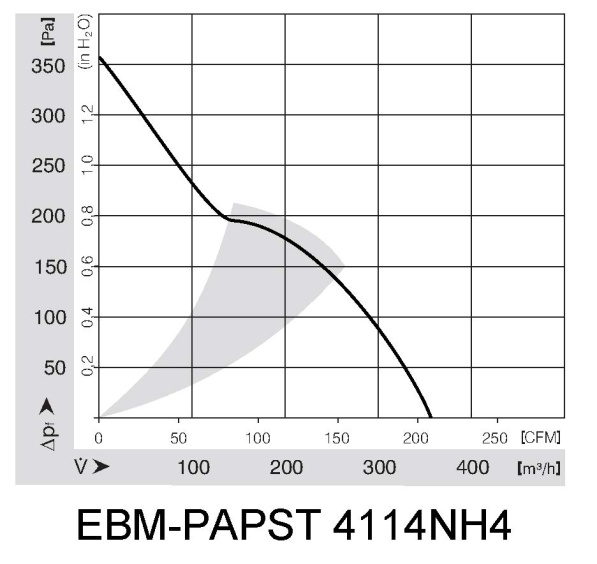 [Pa]
(in H₂O)
350
300
1,2
250
1,0
200
0,8
150
0,6
100
0,4
50
0,2
Δpf ➤
0 50 100 150 200 250 [CFM]
V̇ ➤ 100 200 300 400 [m³/h]
EBM-PAPST 4114NH4